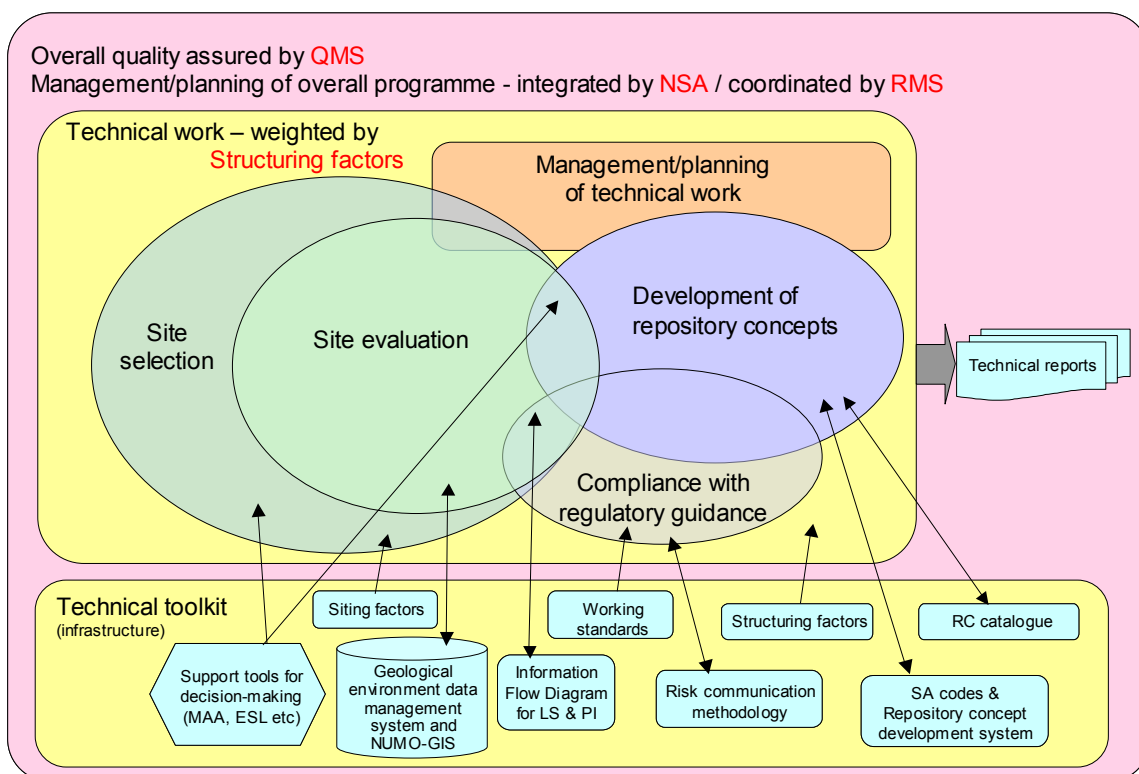 Overall quality assured by QMS
Management/planning of overall programme - integrated by NSA / coordinated by RMS
Technical work – weighted by
Structuring factors
Management/planning
of technical work
Site
selection
Site evaluation
Development of
repository concepts
Compliance with
regulatory guidance
Technical reports
Technical toolkit
(infrastructure)
Support tools for
decision-making
(MAA, ESL etc)
Siting factors
Geological
environment data
management
system and
NUMO-GIS
Information
Flow Diagram
for LS & PI
Working
standards
Risk communication
methodology
Structuring factors
SA codes &
Repository concept
development system
RC catalogue